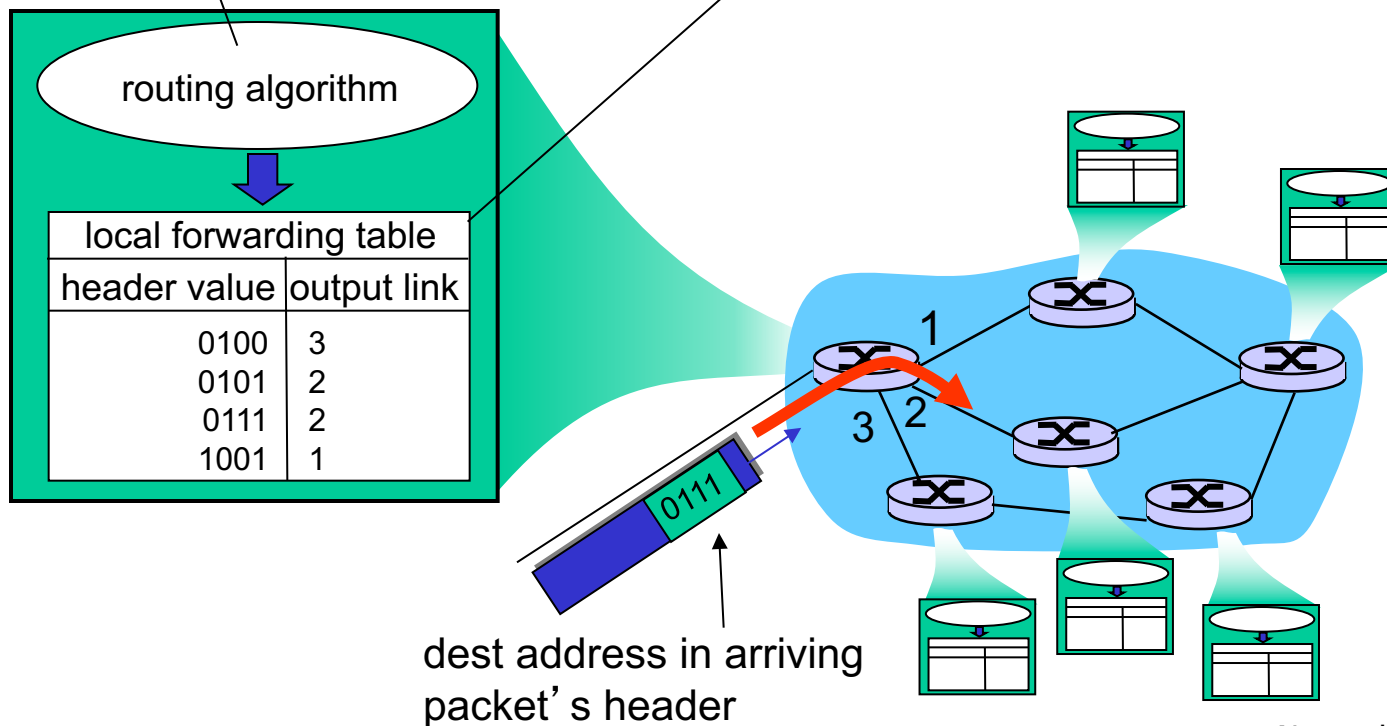 routing algorithm
local forwarding table
header value output link
0100 3
0101 2
0111 2
1001 1
1
2
3
0111
dest address in arriving
packet's header